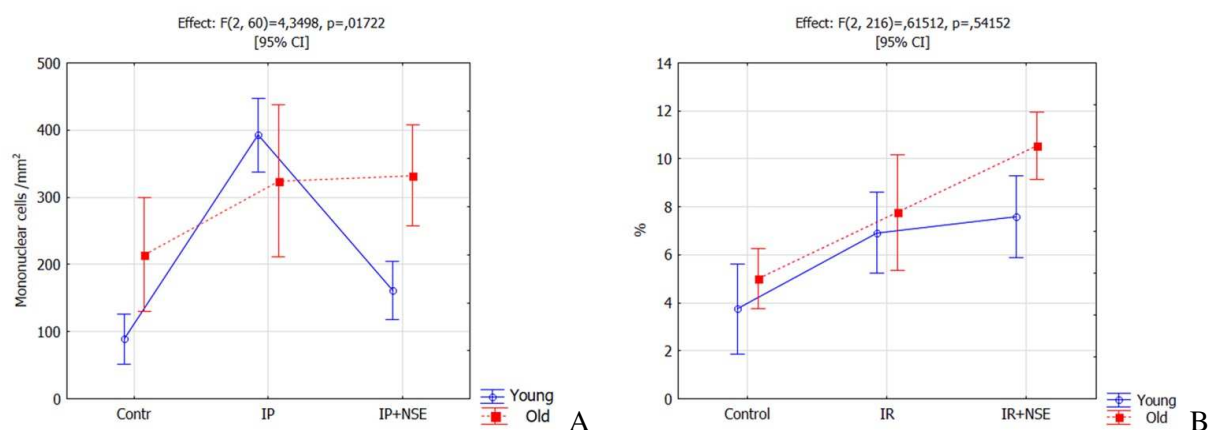 Effect: F(2, 60)=4,3498, p=,01722
[95% CI]
500
400
300
200
100
0
Mononuclear cells /mm²
Contr
IP
IP+NSE
Young
Old
A
Effect: F(2, 216)=,61512, p=,54152
[95% CI]
14
12
10
8
6
4
2
0
%
Control
IR
IR+NSE
Young
Old
B